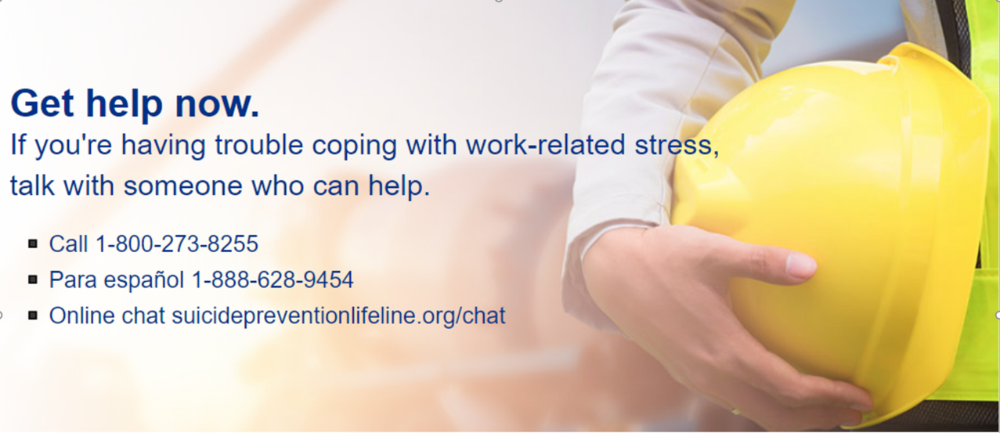 Get help now.
If you're having trouble coping with work-related stress,
talk with someone who can help.
Call 1-800-273-8255
Para español 1-888-628-9454
Online chat suicidepreventionlifeline.org/chat